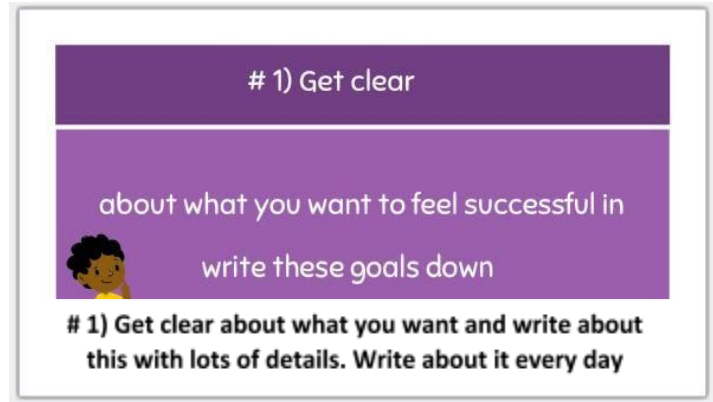 # 1) Get clear
about what you want to feel successful in
write these goals down
# 1) Get clear about what you want and write about
this with lots of details. Write about it every day